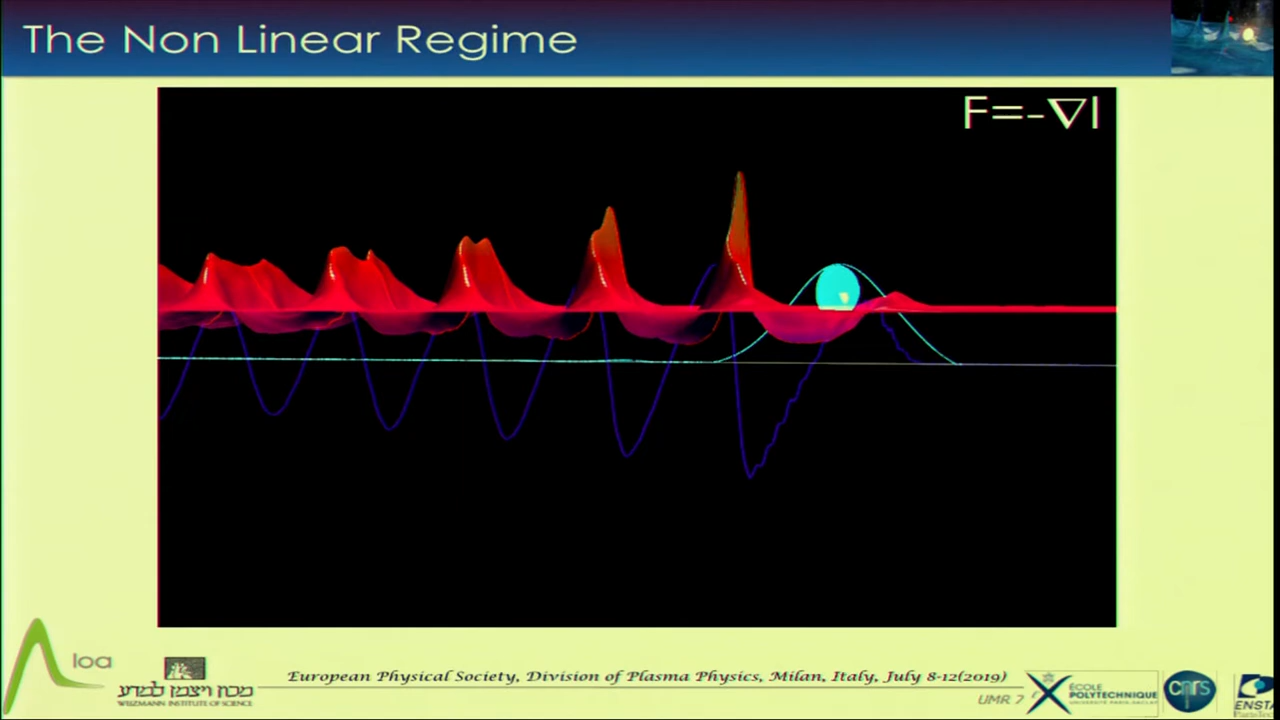 The Non Linear Regime
F=-∇I
loa
מכון ויצמן למדע
WEIZMANN INSTITUTE OF SCIENCE
European Physical Society, Division of Plasma Physics, Milan, Italy, July 8-12(2019)
UMR 7
ÉCOLE
POLYTECHNIQUE
UNIVERSITÉ PARIS-SACLAY
cnrs
ENSTA